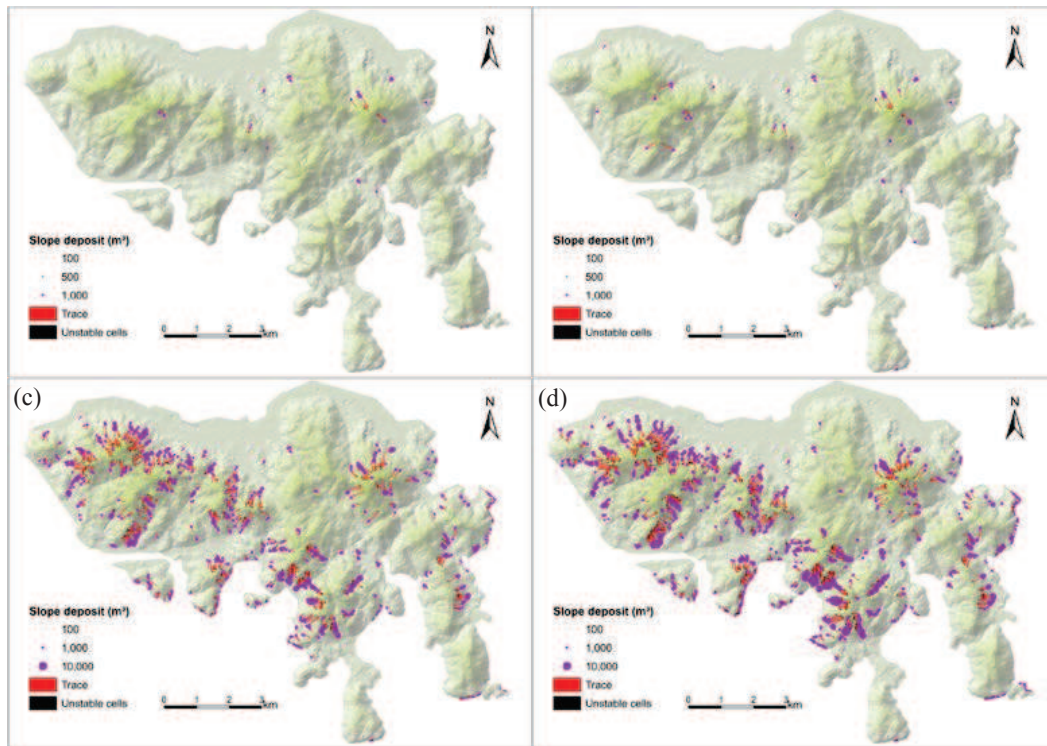 N
Slope deposit (m³)
100
500
1,000
Trace
Unstable cells
0 1 2 3
km
N
Slope deposit (m³)
100
500
1,000
Trace
Unstable cells
0 1 2 3
km
(c)
N
Slope deposit (m³)
100
1,000
10,000
Trace
Unstable cells
0 1 2 3
km
(d)
N
Slope deposit (m³)
100
1,000
10,000
Trace
Unstable cells
0 1 2 3
km